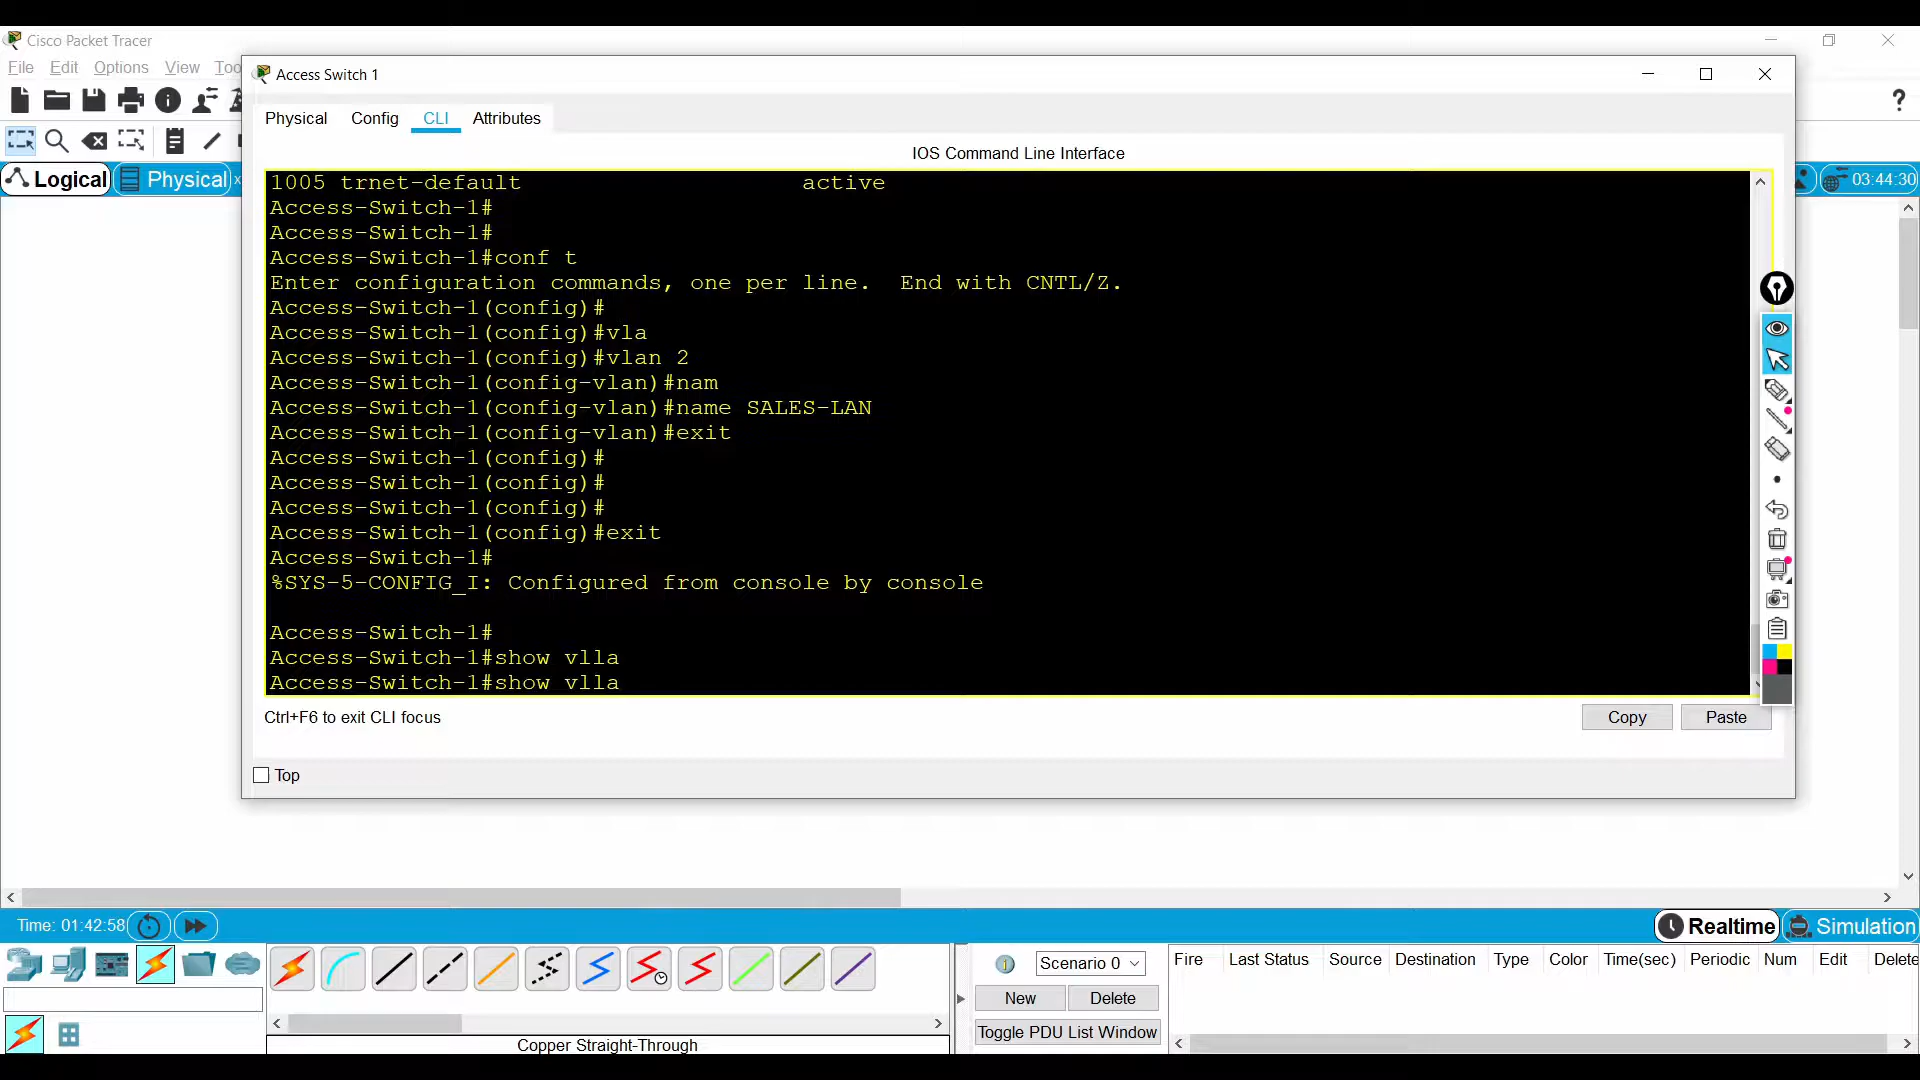 Cisco Packet Tracer
File Edit Options View Too
Access Switch 1
Physical Config CLI Attributes
IOS Command Line Interface
Logical Physical x
03:44:30
1005 trnet-default active
Access-Switch-1#
Access-Switch-1#
Access-Switch-1#conf t
Enter configuration commands, one per line. End with CNTL/Z.
Access-Switch-1(config)#
Access-Switch-1(config)#vla
Access-Switch-1(config)#vlan 2
Access-Switch-1(config-vlan)#nam
Access-Switch-1(config-vlan)#name SALES-LAN
Access-Switch-1(config-vlan)#exit
Access-Switch-1(config)#
Access-Switch-1(config)#
Access-Switch-1(config)#
Access-Switch-1(config)#exit
Access-Switch-1#
%SYS-5-CONFIG_I: Configured from console by console
Access-Switch-1#
Access-Switch-1#show vlla
Access-Switch-1#show vlla
Ctrl+F6 to exit CLI focus
Copy Paste
Top
Time: 01:42:58
Realtime Simulation
Scenario 0
Fire Last Status Source Destination Type Color Time(sec) Periodic Num Edit Delete
New Delete
Toggle PDU List Window
Copper Straight-Through